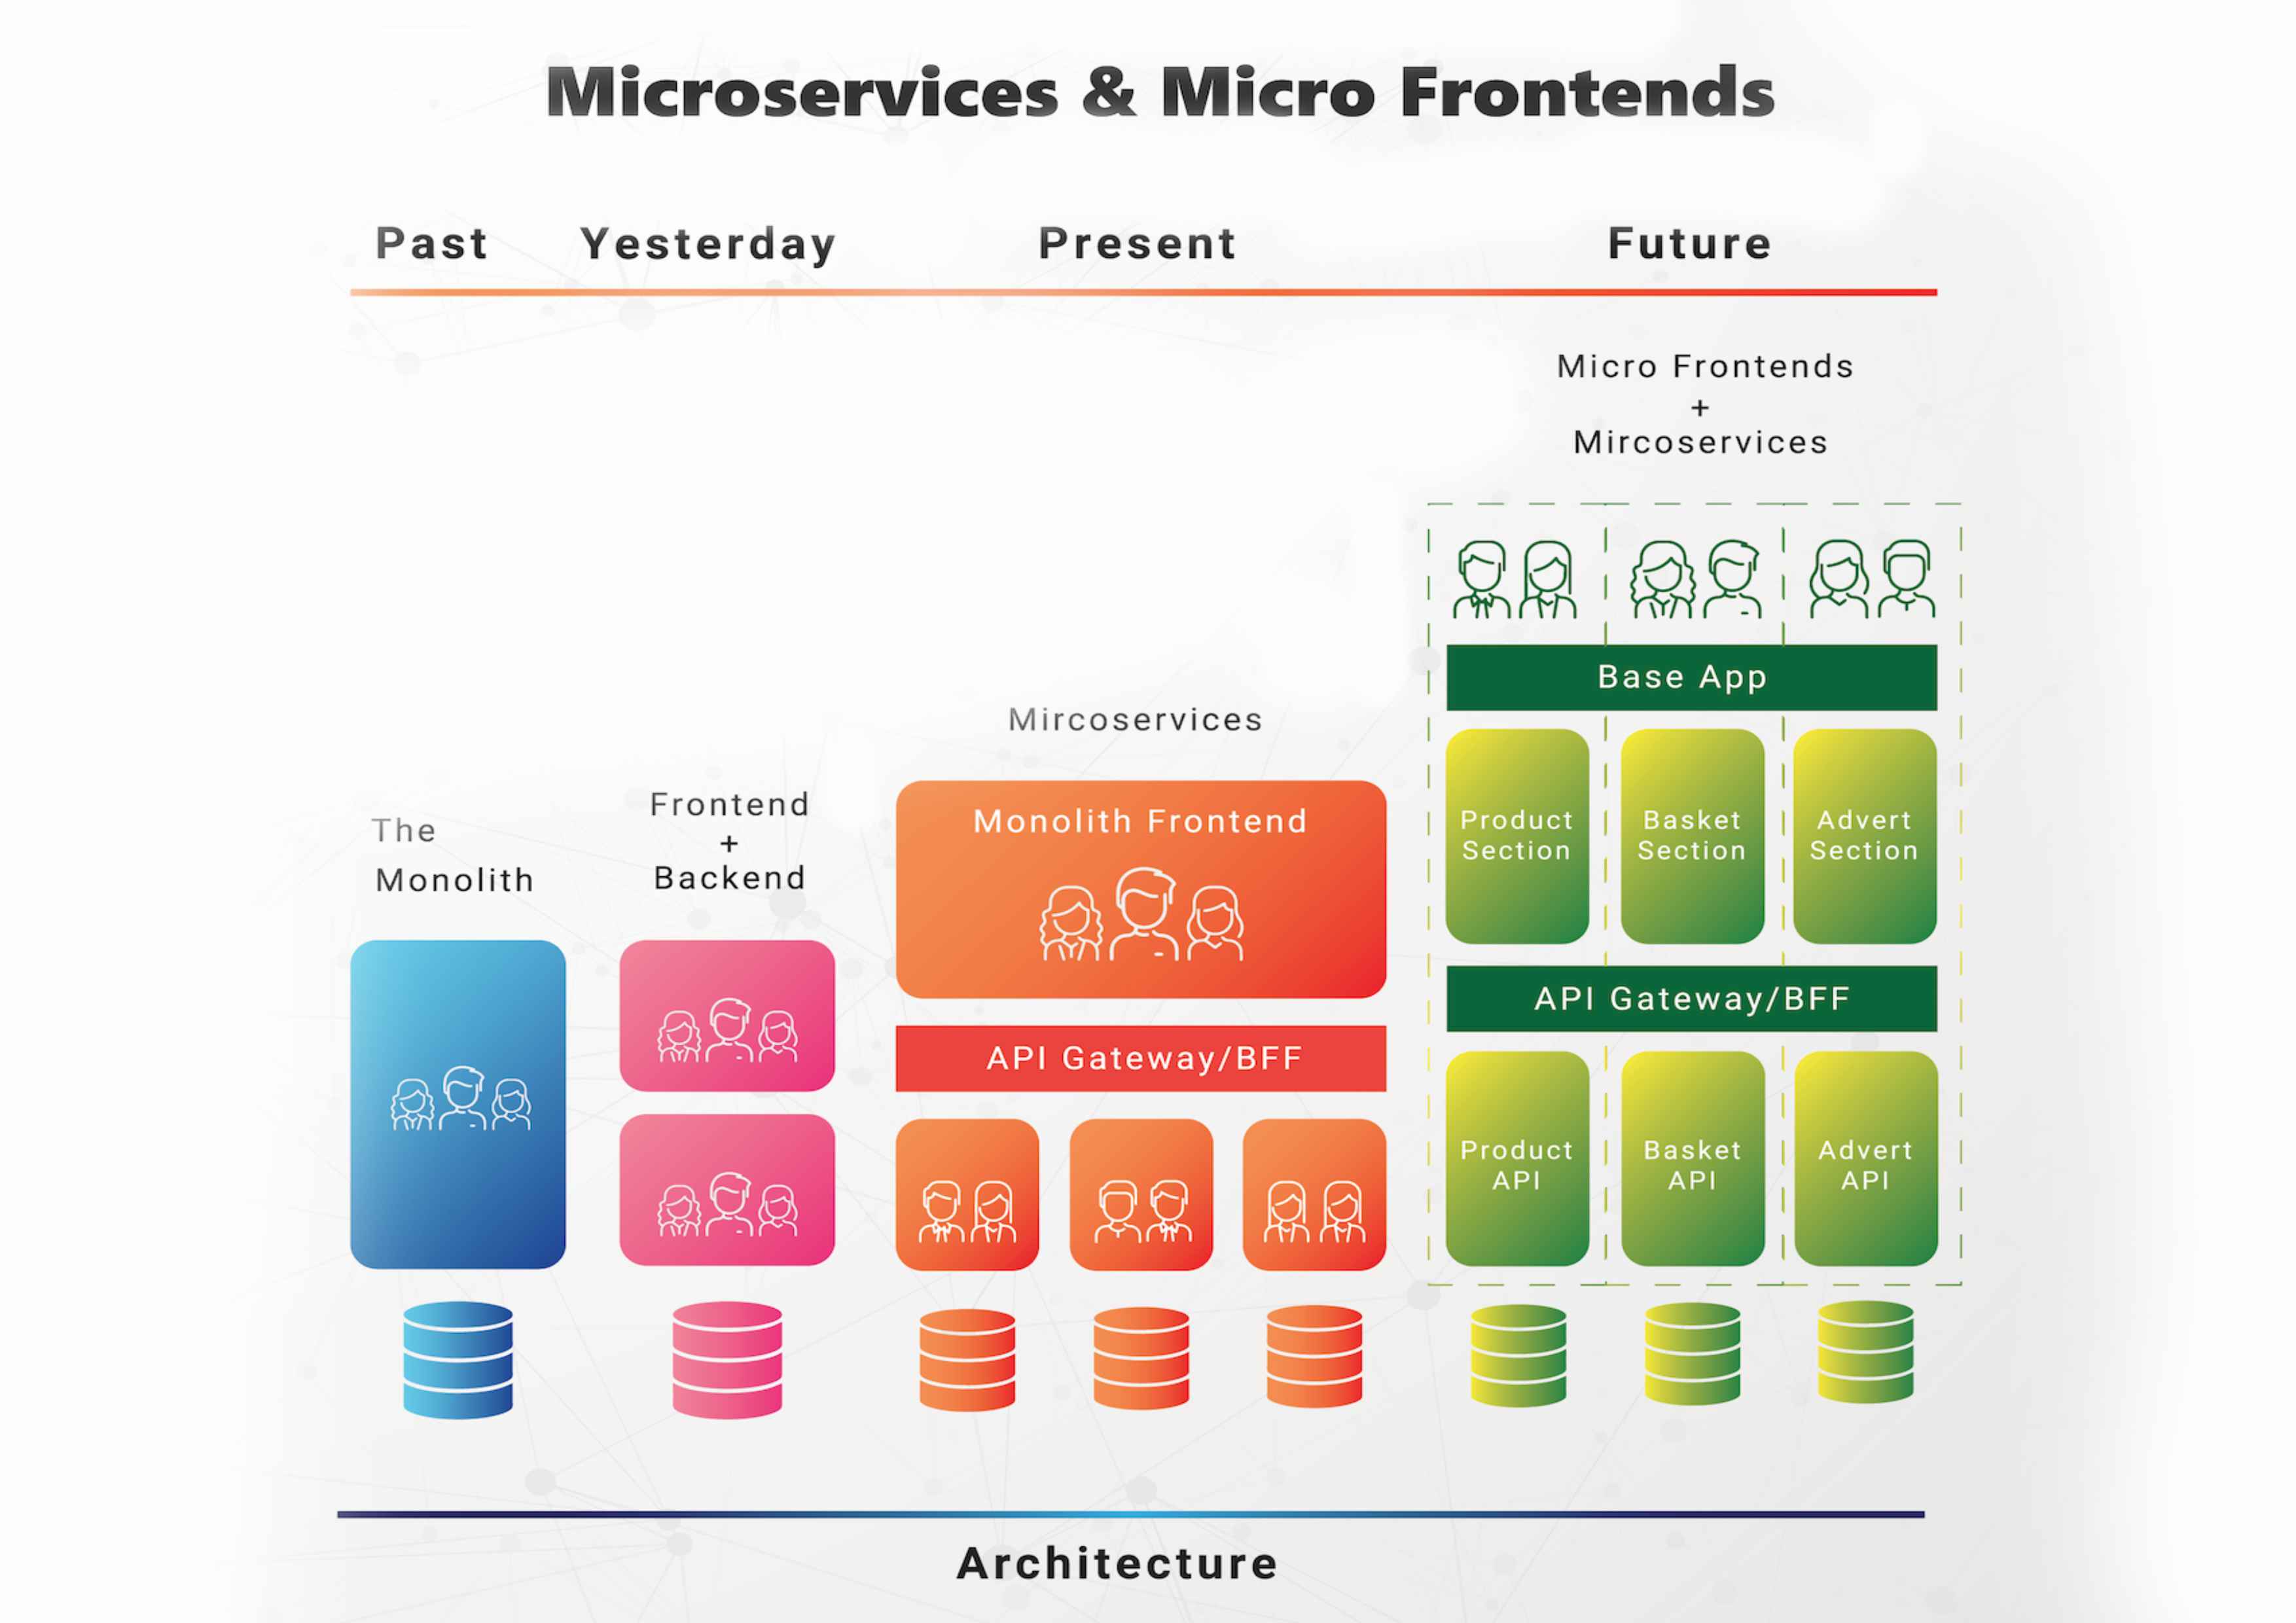 Microservices & Micro Frontends
Past
Yesterday
Present
Future
The
Monolith
Frontend
+
Backend
Mircoservices
Monolith Frontend
API Gateway/BFF
Micro Frontends
+
Mircoservices
Base App
Product
Section
Basket
Section
Advert
Section
API Gateway/BFF
Product
API
Basket
API
Advert
API
Architecture